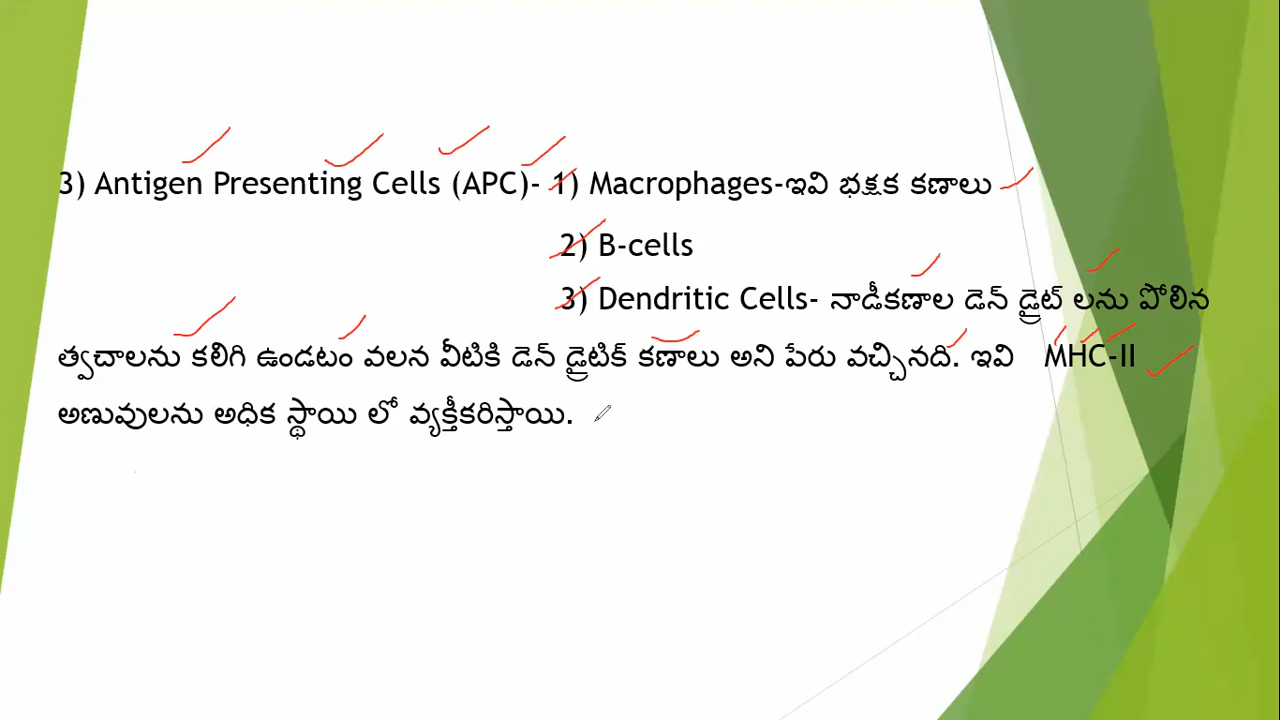 3) Antigen Presenting Cells (APC)- 1) Macrophages-ఇవి భక్షక కణాలు
2) B-cells
3) Dendritic Cells- నాడీకణాల డెన్ డ్రైట్ లను పోలిన
త్వచాలను కలిగి ఉండటం వలన వీటికి డెన్ డ్రైటిక్ కణాలు అని పేరు వచ్చినది. ఇవి MHC-II
అణువులను అధిక స్థాయి లో వ్యక్తీకరిస్తాయి.